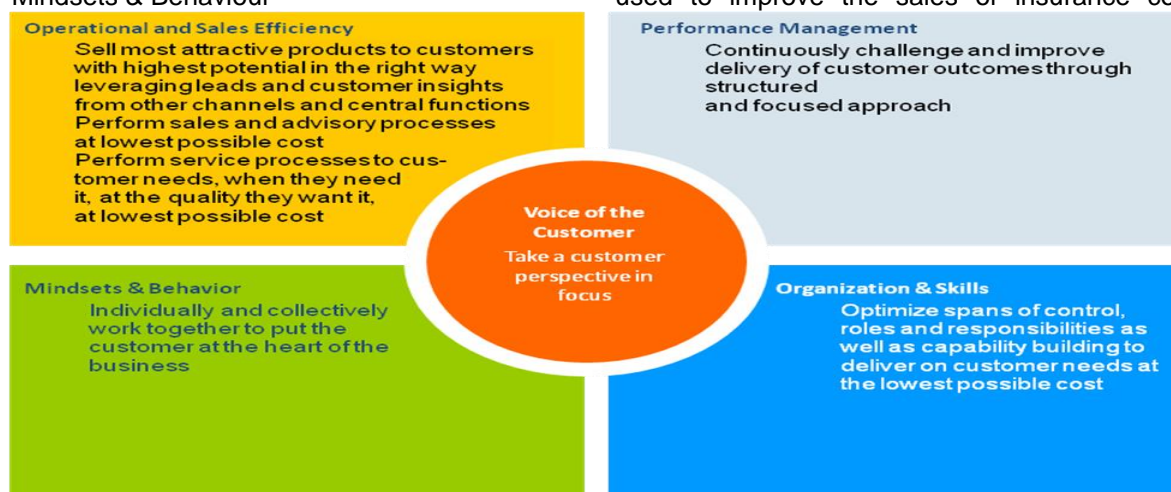 Mindsets & Behaviour
used to improve the sales of insurance co
Operational and Sales Efficiency
Sell most attractive products to customers
with highest potential in the right way
leveraging leads and customer insights
from other channels and central functions
Perform sales and advisory processes
at lowest possible cost
Perform service processes to cus-
tomer needs, when they need
it, at the quality they want it,
at lowest possible cost
Performance Management
Continuously challenge and improve
delivery of customer outcomes through
structured
and focused approach
Voice of the
Customer
Take a customer
perspective in
focus
Mindsets & Behavior
Individually and collectively
work together to put the
customer at the heart of the
business
Organization & Skills
Optimize spans of control,
roles and responsibilities as
well as capability building to
deliver on customer needs at
the lowest possible cost